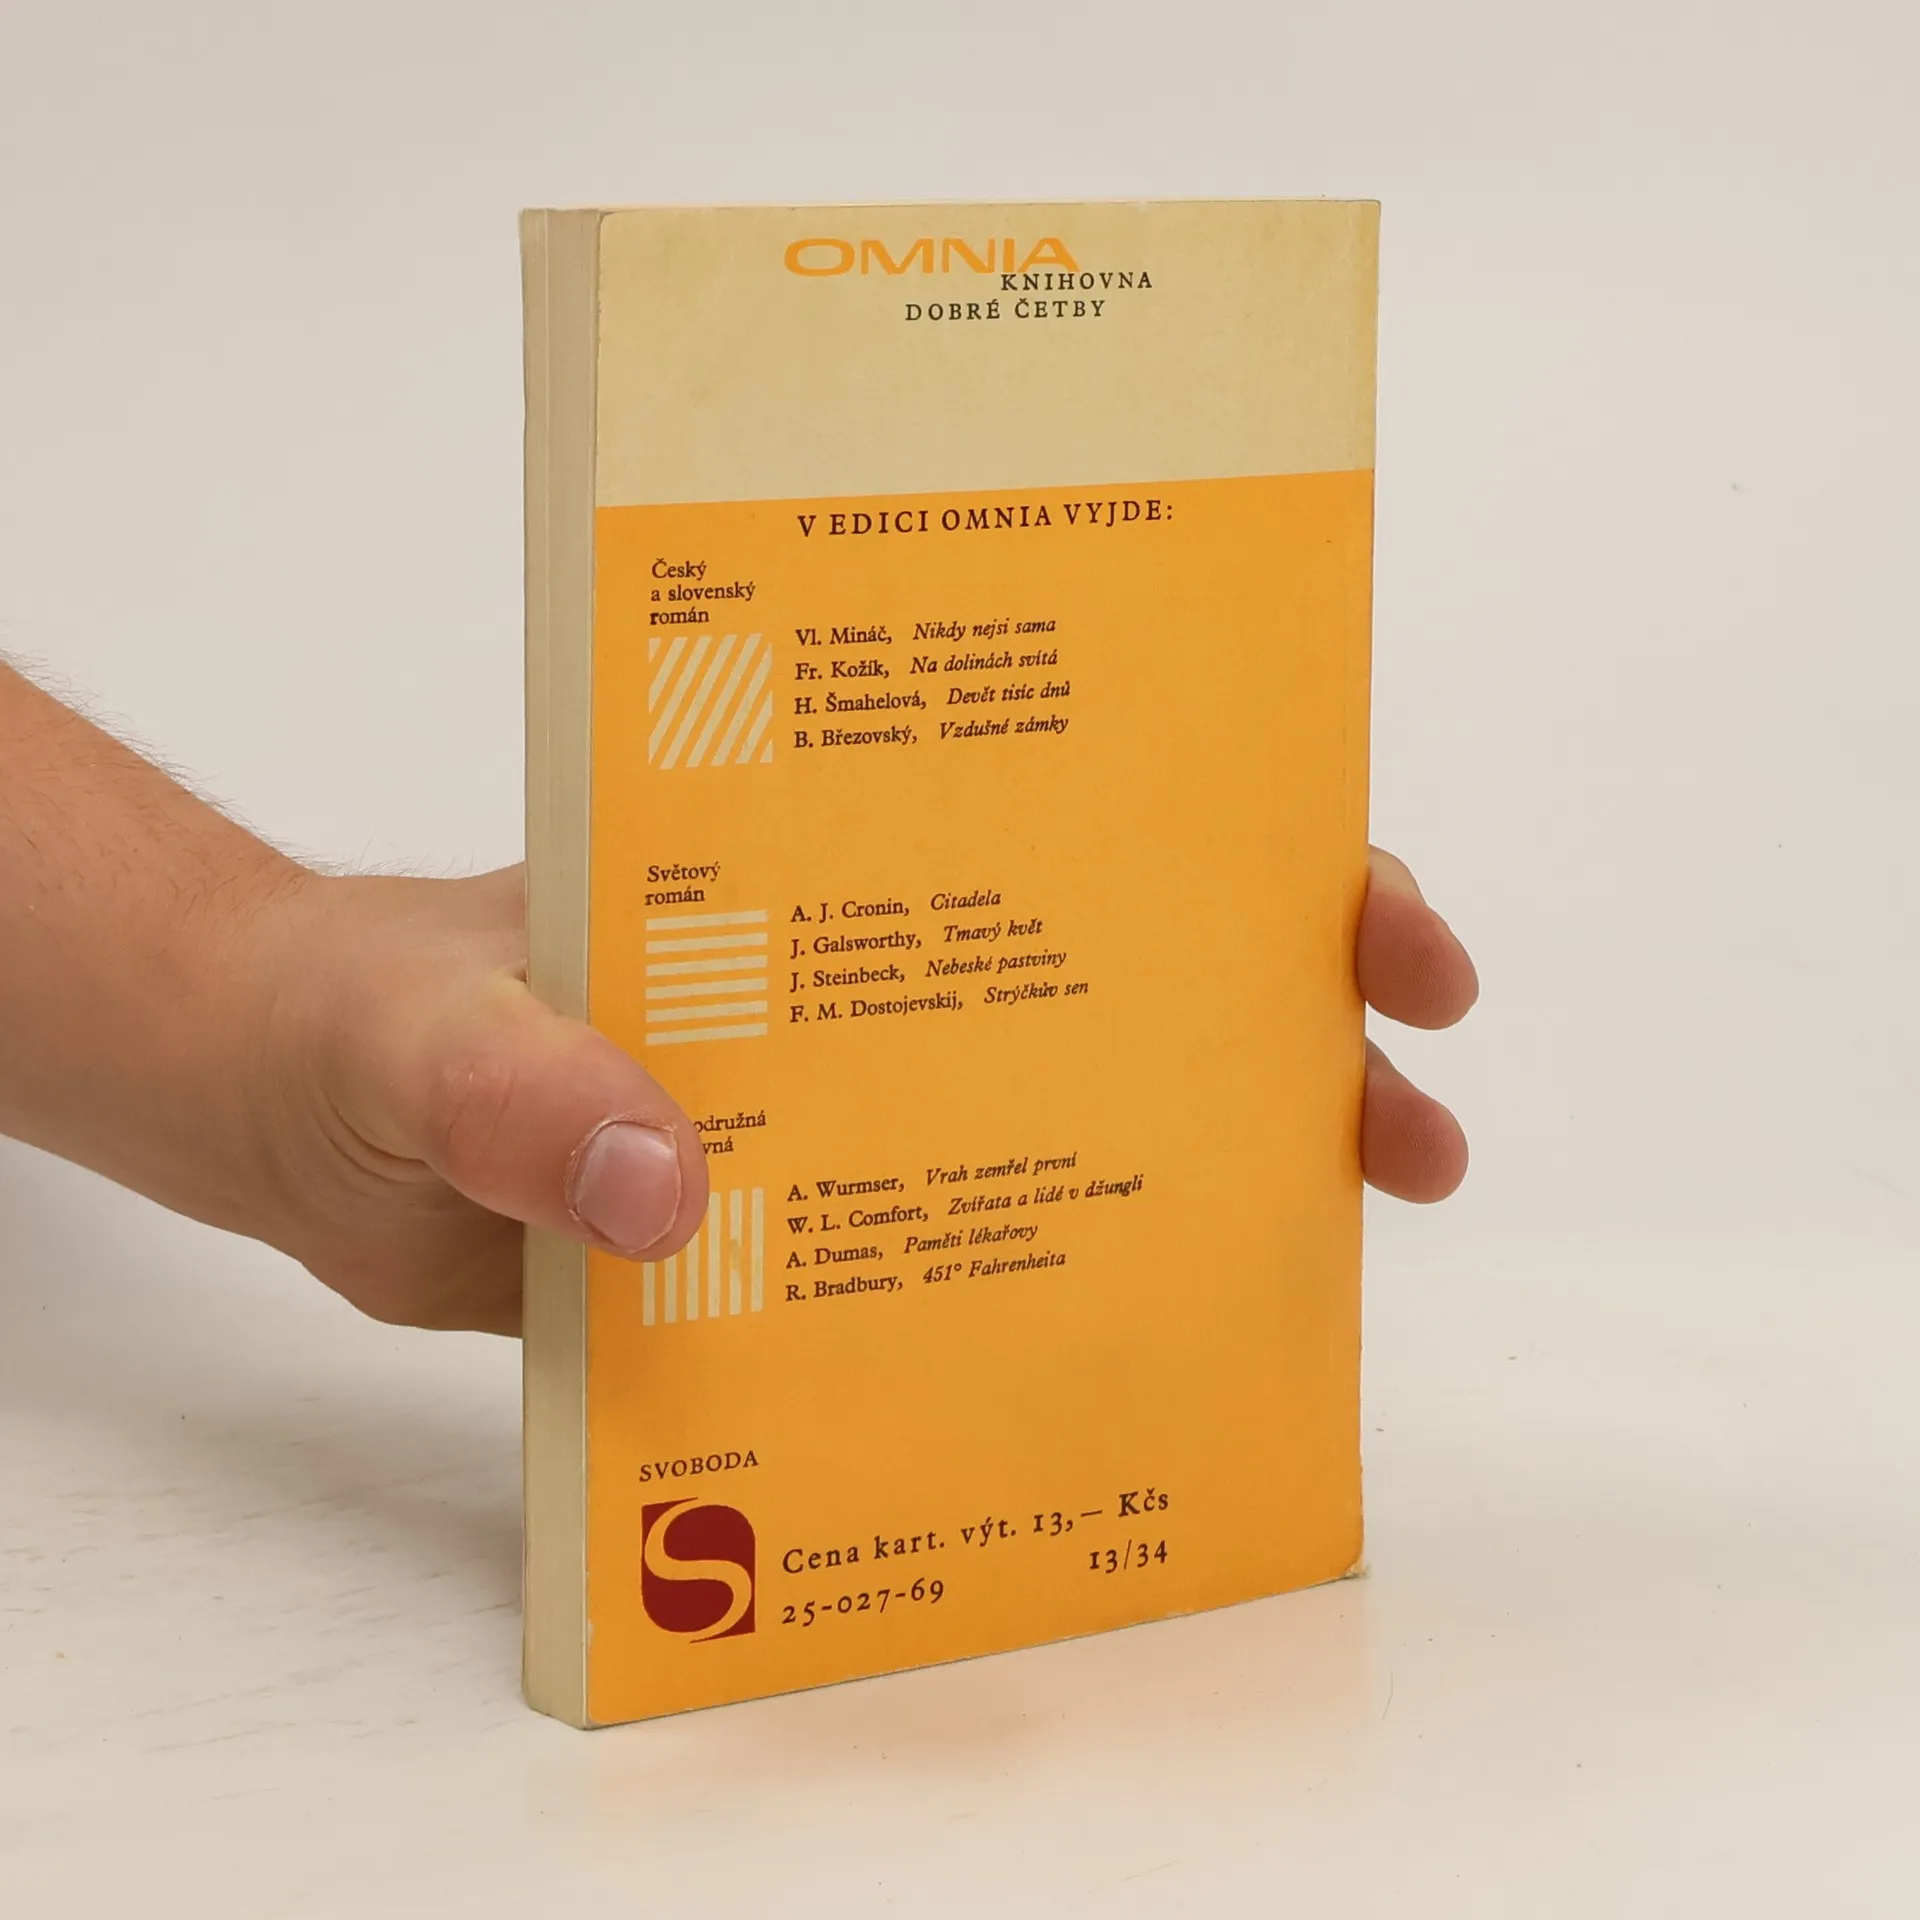 OMNIA
KNIHOVNA
DOBRÉ ČETBY
V EDICI OMNIA VYJDE:
Český
a slovenský
román
Vl. Mináč, Nikdy nejsi sama
Fr. Kožík, Na dolinách svítá
H. Šmahelová, Devět tisíc dnů
B. Březovský, Vzdušné zámky
Světový
román
A. J. Cronin, Citadela
J. Galsworthy, Tmavý květ
J. Steinbeck, Nebeské pastviny
F. M. Dostojevskij, Strýčkův sen
A. Wurmser, Vrah zemřel první
W. L. Comfort, Zvířata a lidé v džungli
A. Dumas, Paměti lékařovy
R. Bradbury, 451° Fahrenheita
SVOBODA
Cena kart. výt. 13,— Kčs
25-027-69 13/34